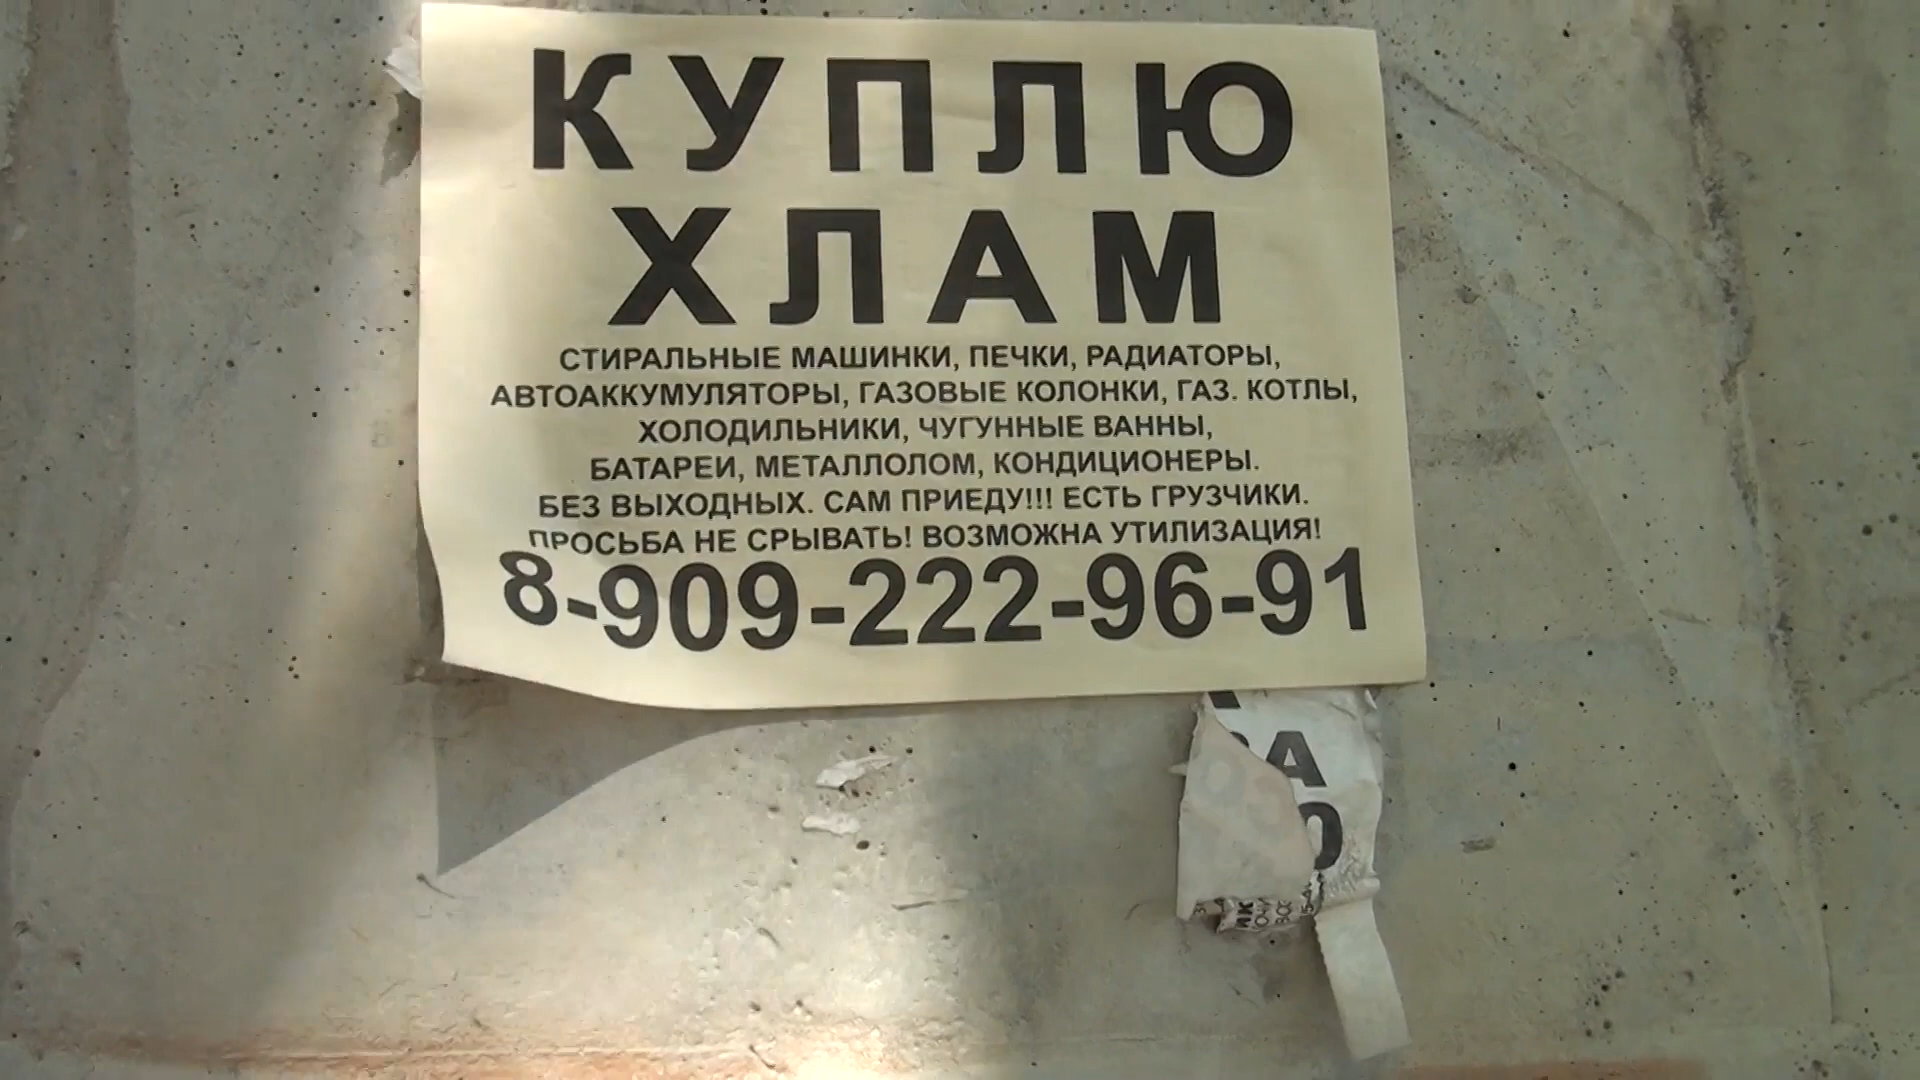 КУПЛЮ
ХЛАМ
СТИРАЛЬНЫЕ МАШИНКИ, ПЕЧКИ, РАДИАТОРЫ,
АВТОАККУМУЛЯТОРЫ, ГАЗОВЫЕ КОЛОНКИ, ГАЗ. КОТЛЫ,
ХОЛОДИЛЬНИКИ, ЧУГУННЫЕ ВАННЫ,
БАТАРЕИ, МЕТАЛЛОЛОМ, КОНДИЦИОНЕРЫ.
БЕЗ ВЫХОДНЫХ. САМ ПРИЕДУ!!! ЕСТЬ ГРУЗЧИКИ.
ПРОСЬБА НЕ СРЫВАТЬ! ВОЗМОЖНА УТИЛИЗАЦИЯ!
8-909-222-96-91